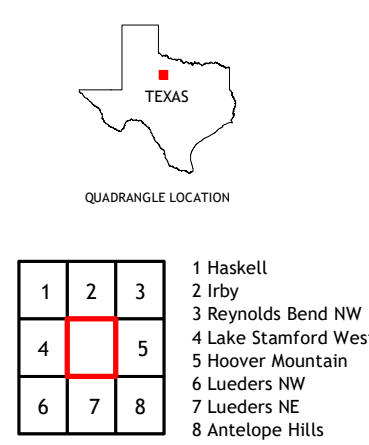 TEXAS
QUADRANGLE LOCATION
1 2 3
4 5
6 7 8
1 Haskell
2 Irby
3 Reynolds Bend NW
4 Lake Stamford West
5 Hoover Mountain
6 Lueders NW
7 Lueders NE
8 Antelope Hills